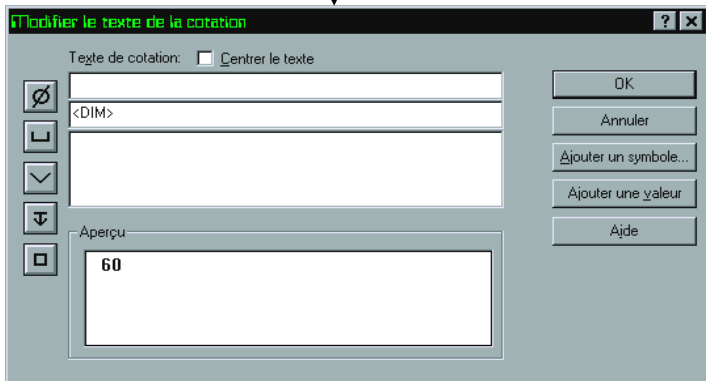 Modifier le texte de la cotation
Texte de cotation: Centrer le texte
<DIM>
OK
Annuler
Ajouter un symbole...
Ajouter une valeur
Aide
Aperçu
60